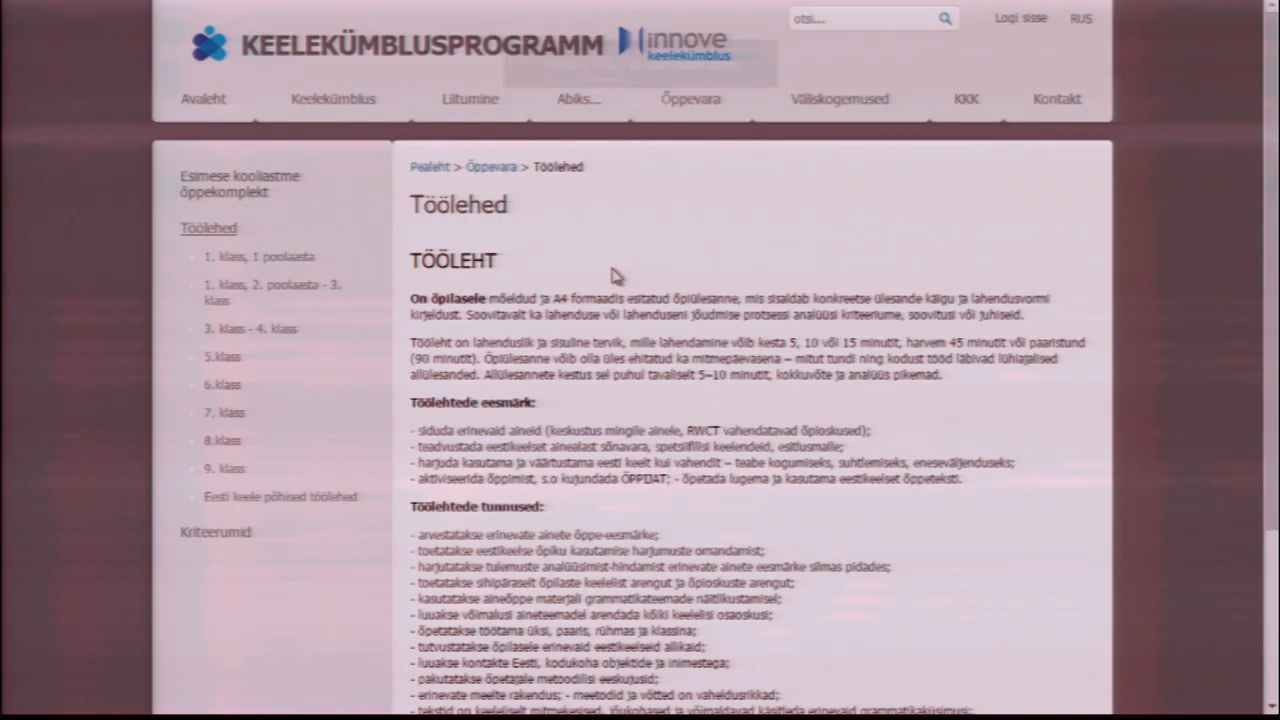 otsi...
Logi sisse
RUS
KEELEKÜMBLUSPROGRAMM
innove
keelekümblus
Avaleht
Keelekümblus
Liitumine
Abiks...
Õppevara
Väliskogemused
KKK
Kontakt
Esimese kooliastme
õppekomplekt
Töölehed
1. klass, 1 poolaasta
1. klass, 2. poolaasta - 3.
klass
3. klass - 4. klass
5.klass
6.klass
7. klass
8.klass
9. klass
Eesti keele põhised töölehed
Kriteerumid
Pealeht > Õppevara > Töölehed
Töölehed
TÖÖLEHT
On õpilasele mõeldud ja A4 formaadis esitatud õpiülesanne, mis sisaldab konkreetse ülesande käigu ja lahendusvormi
kirjeldust. Soovitavalt ka lahenduse või lahenduseni jõudmise protsessi analüüsi kriteeriume, soovitusi või juhiseid.
Tööleht on lahenduslik ja sisuline tervik, mille lahendamine võib kesta 5, 10 või 15 minutit, harvem 45 minutit või paaristund
(90 minutit). Õpiülesanne võib olla üles ehitatud ka mitmepäevasena – mitut tundi ning kodust tööd läbivad lühiajalised
allülesanded. Allülesannete kestus sel puhul tavaliselt 5–10 minutit, kokkuvõte ja analüüs pikemad.
Töölehtede eesmärk:
- siduda erinevaid aineid (keskustus mingile ainele, RWCT vahendatavad õpioskused);
- teadvustada eestikeelset ainealast sõnavara, spetsiifilisi keelendeid, esitlusmalle;
- harjuda kasutama ja väärtustama eesti keelt kui vahendit – teabe kogumiseks, suhtlemiseks, eneseväljenduseks;
- aktiviseerida õppimist, s.o kujundada ÕPPIJAT; - õpetada lugema ja kasutama eestikeelset õppeteksti.
Töölehtede tunnused:
- arvestatakse erinevate ainete õppe-eesmärke;
- toetatakse eestikeelse õpiku kasutamise harjumuste omandamist;
- harjutatakse tulemuste analüüsimist-hindamist erinevate ainete eesmärke silmas pidades;
- toetatakse sihipäraselt õpilaste keelelist arengut ja õpioskuste arengut;
- kasutatakse aineõppe materjali grammatikateemade näitlikustamisel;
- luuakse võimalusi aineteemadel arendada kõiki keelelisi osaoskusi;
- õpetatakse töötama üksi, paaris, rühmas ja klassina;
- tutvustatakse õpilasele erinevaid eestikeelseid allikaid;
- luuakse kontakte Eesti, kodukoha objektide ja inimestega;
- pakutatakse õpetajale metoodilisi eeskujusid;
- erinevate meelte rakendus; - meetodid ja võtted on vaheldusrikkad;
- tekstid on keeleliselt mitmekesised, jõukohased ja võimaldavad käsitleda erinevaid grammatikaküsimusi;